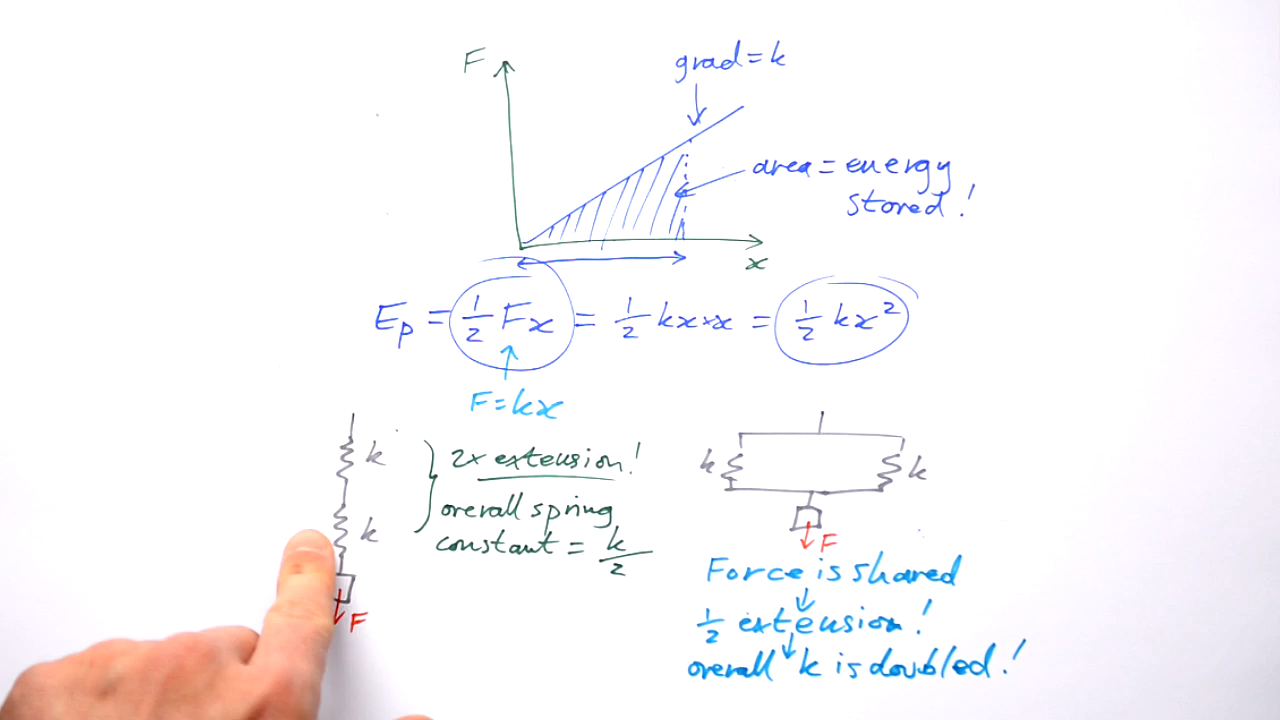 F
grad = k
area = energy
stored!
x
Ep = 1/2 Fx = 1/2 kx × x = 1/2 kx²
F = kx
k
k
F
2x extension!
overall spring
constant = k/2
k
k
F
Force is shared
1/2 extension!
overall k is doubled!